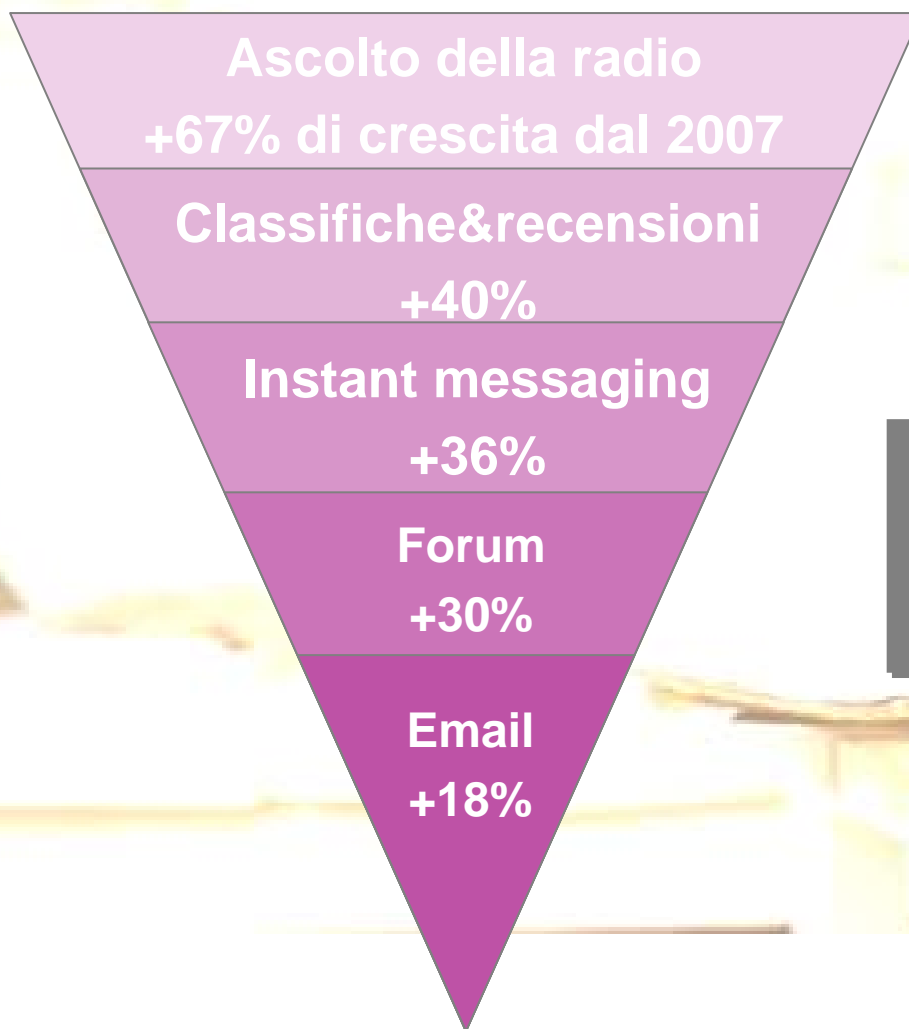 Ascolto della radio
+67% di crescita dal 2007
Classifiche&recensioni
+40%
Instant messaging
+36%
Forum
+30%
Email
+18%